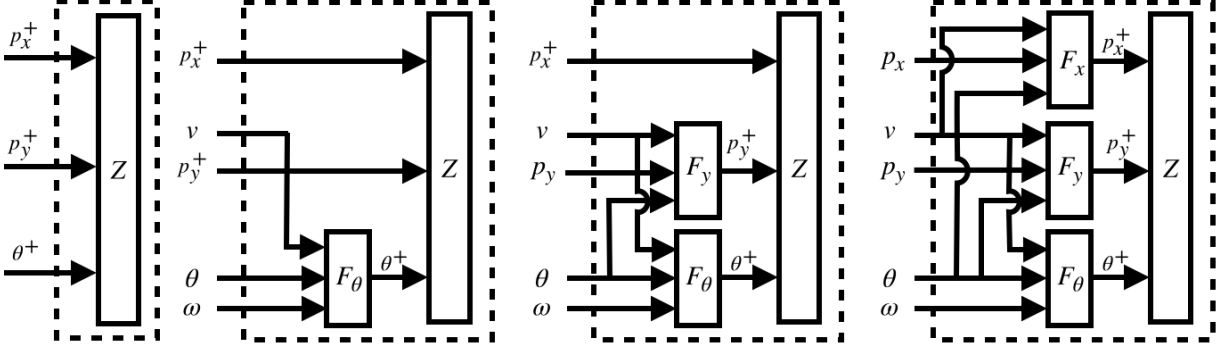 p_x^+
p_y^+
θ^+
Z
p_x^+
v
p_y^+
θ
ω
F_θ
θ^+
Z
p_x^+
v
p_y
θ
ω
F_y
p_y^+
F_θ
θ^+
Z
p_x
v
p_y
θ
ω
F_x
p_x^+
F_y
p_y^+
F_θ
θ^+
Z